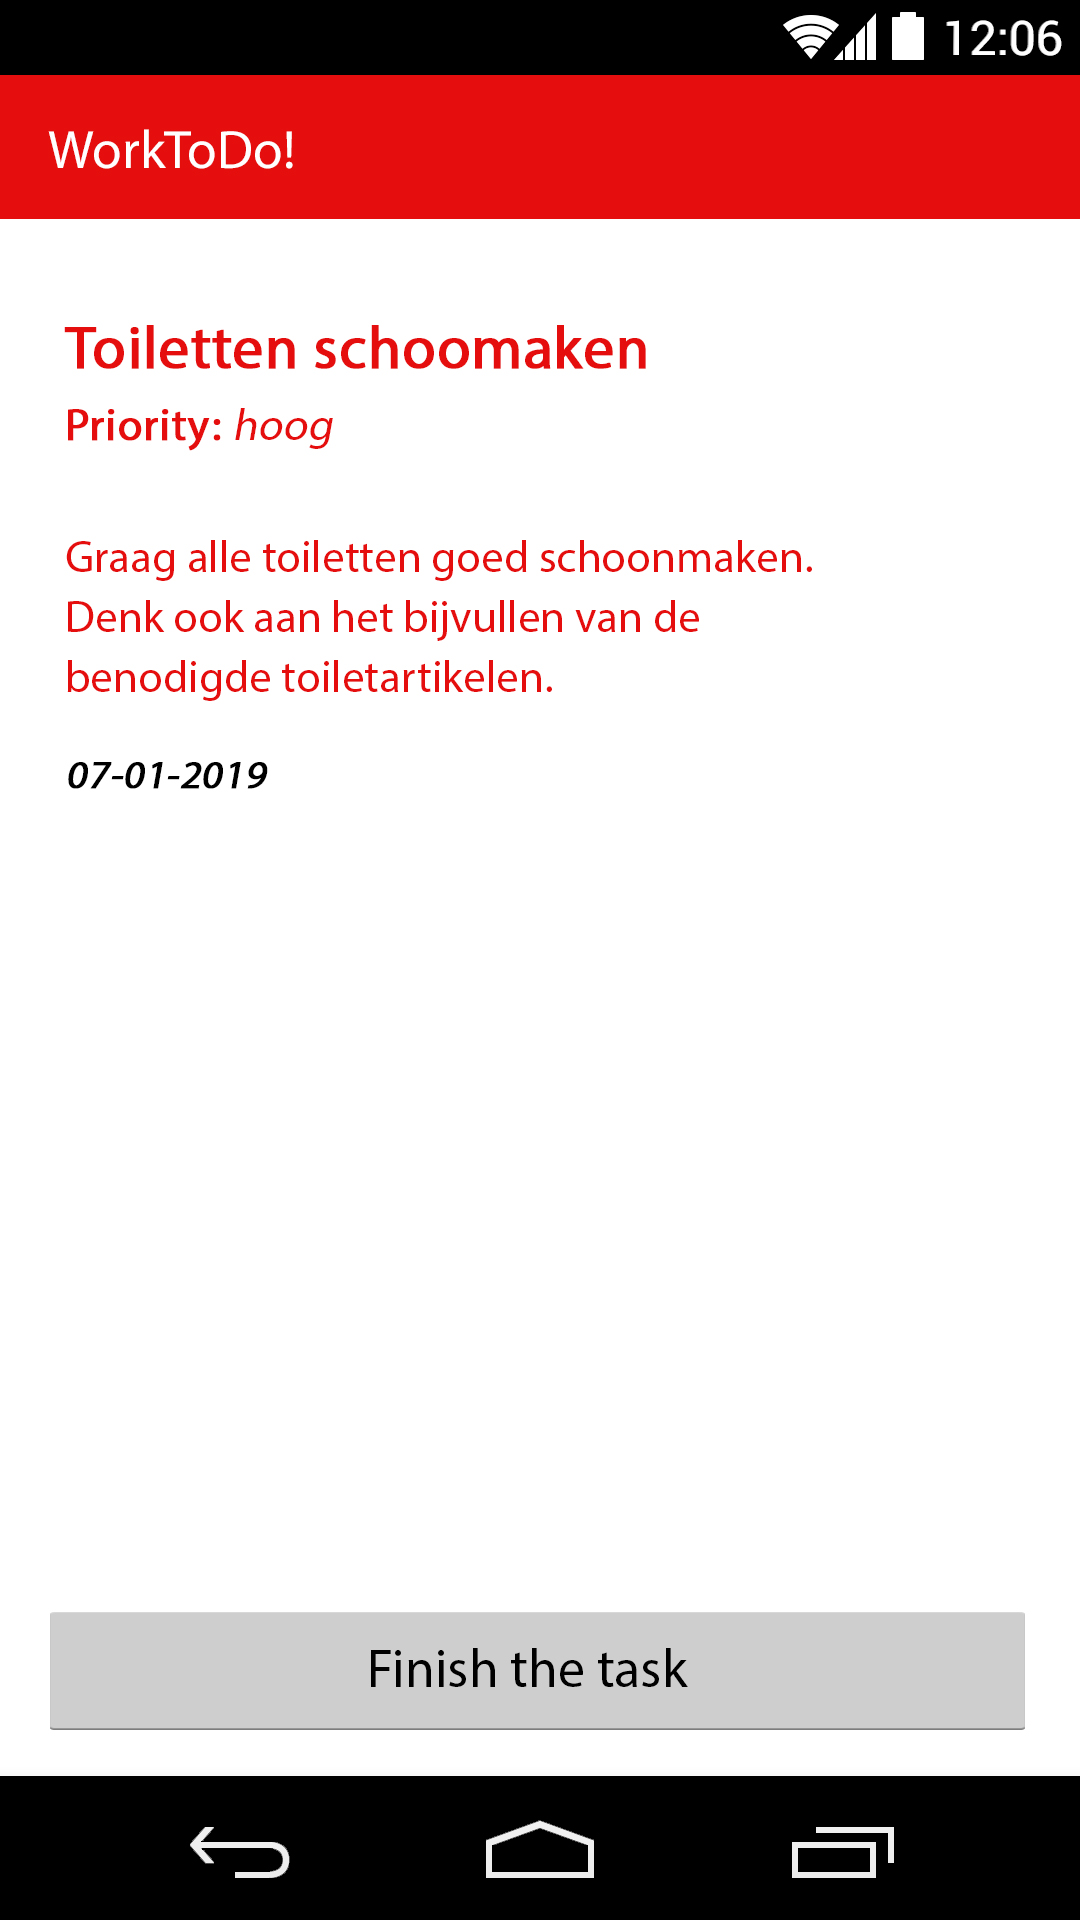 12:06
WorkToDo!
Toiletten schoomaken
Priority: hoog
Graag alle toiletten goed schoonmaken.
Denk ook aan het bijvullen van de
benodigde toiletartikelen.
07-01-2019
Finish the task